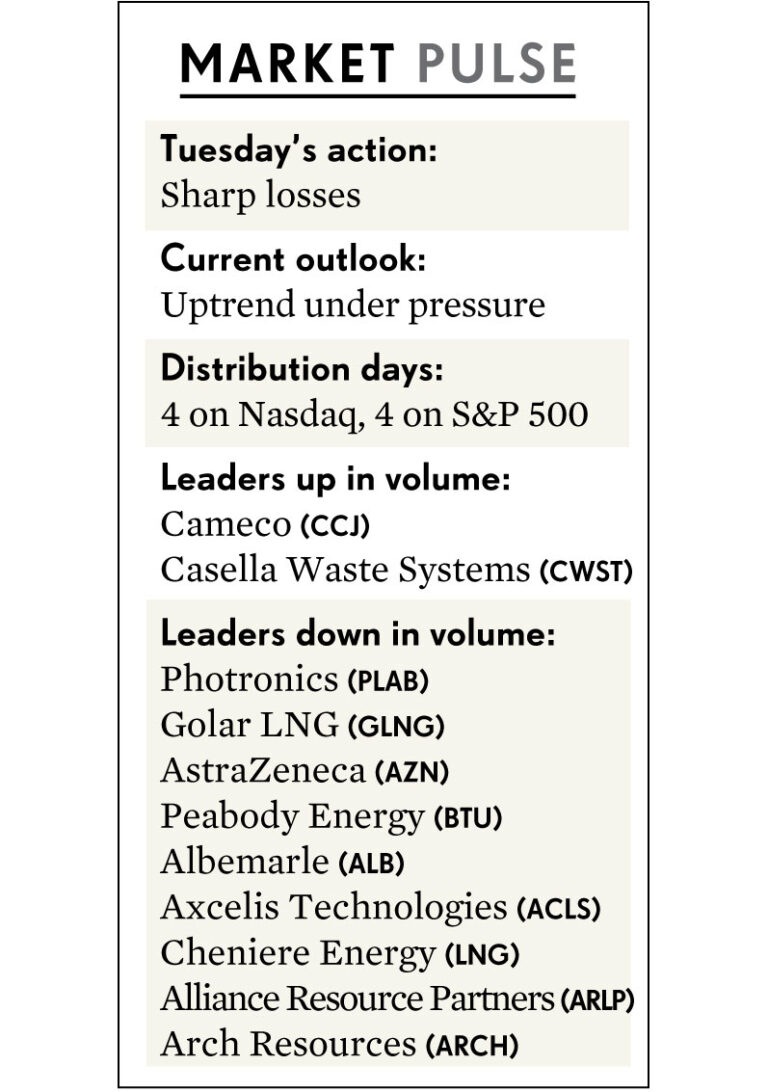 MARKET PULSE
Tuesday’s action:
Sharp losses
Current outlook:
Uptrend under pressure
Distribution days:
4 on Nasdaq, 4 on S&P 500
Leaders up in volume:
Cameco (CCJ)
Casella Waste Systems (CWST)
Leaders down in volume:
Photronics (PLAB)
Golar LNG (GLNG)
AstraZeneca (AZN)
Peabody Energy (BTU)
Albemarle (ALB)
Axcelis Technologies (ACLS)
Cheniere Energy (LNG)
Alliance Resource Partners (ARLP)
Arch Resources (ARCH)